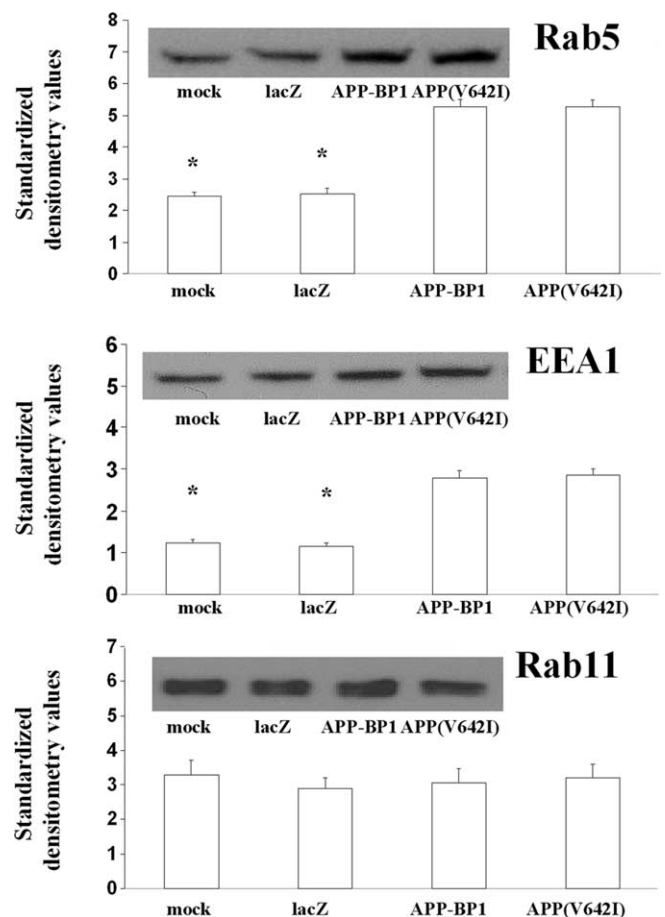 Rab5
8
7
6
5
4
3
2
1
0
Standardized
densitometry values
mock lacZ APP-BP1 APP(V642I)
* *
mock lacZ APP-BP1 APP(V642I)
EEA1
6
5
4
3
2
1
0
Standardized
densitometry values
mock lacZ APP-BP1 APP(V642I)
* *
mock lacZ APP-BP1 APP(V642I)
Rab11
7
6
5
4
3
2
1
0
Standardized
densitometry values
mock lacZ APP-BP1 APP(V642I)
mock lacZ APP-BP1 APP(V642I)